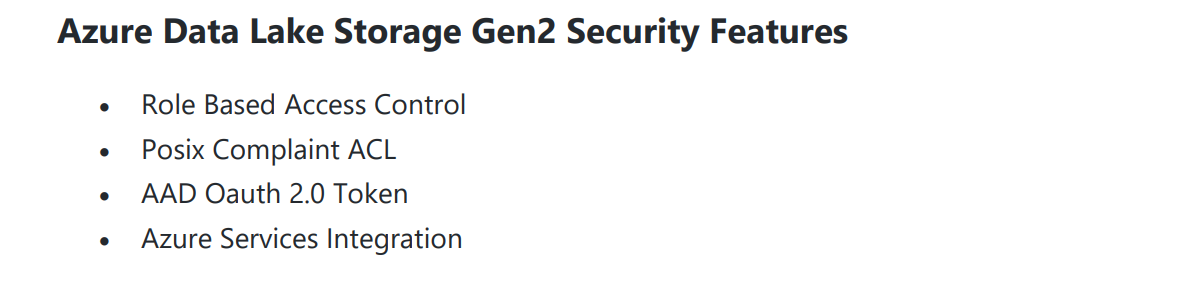 Azure Data Lake Storage Gen2 Security Features
• Role Based Access Control
• Posix Complaint ACL
• AAD Oauth 2.0 Token
• Azure Services Integration